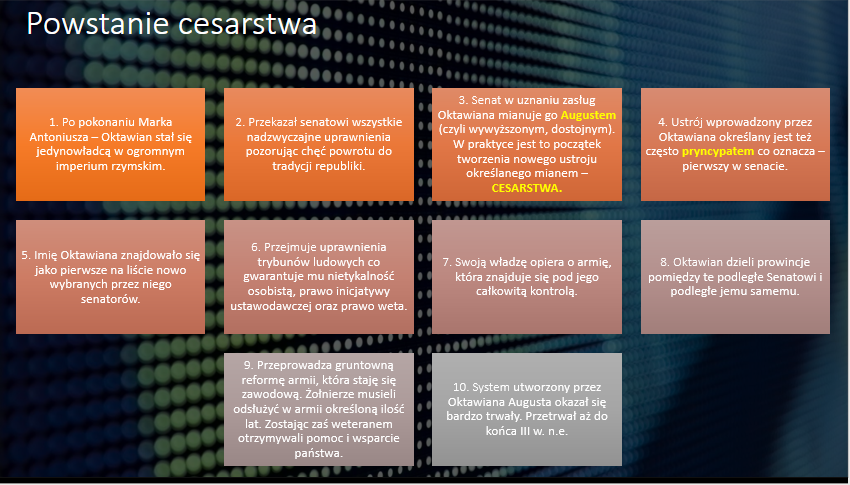 Powstanie cesarstwa
1. Po pokonaniu Marka
Antoniusza – Oktawian stał się
jedynowładcą w ogromnym
imperium rzymskim.
2. Przekazał senatowi wszystkie
nadzwyczajne uprawnienia
pozorując chęć powrotu do
tradycji republiki.
3. Senat w uznaniu zasług
Oktawiana mianuje go Augustem
(czyli wywyższonym, dostojnym).
W praktyce jest to początek
tworzenia nowego ustroju
określanego mianem –
CESARSTWA.
4. Ustrój wprowadzony przez
Oktawiana określany jest też
często pryncypatem co oznacza –
pierwszy w senacie.
5. Imię Oktawiana znajdowało się
jako pierwsze na liście nowo
wybranych przez niego
senatorów.
6. Przejmuje uprawnienia
trybunów ludowych co
gwarantuje mu nietykalność
osobistą, prawo inicjatywy
ustawodawczej oraz prawo weta.
7. Swoją władzę opiera o armię,
która znajduje się pod jego
całkowitą kontrolą.
8. Oktawian dzieli prowincje
pomiędzy te podległe Senatowi i
podległe jemu samemu.
9. Przeprowadza gruntowną
reformę armii, która staję się
zawodową. Żołnierze musieli
odsłużyć w armii określoną ilość
lat. Zostając zaś weteranem
otrzymywali pomoc i wsparcie
państwa.
10. System utworzony przez
Oktawiana Augusta okazał się
bardzo trwały. Przetrwał aż do
końca III w. n.e.